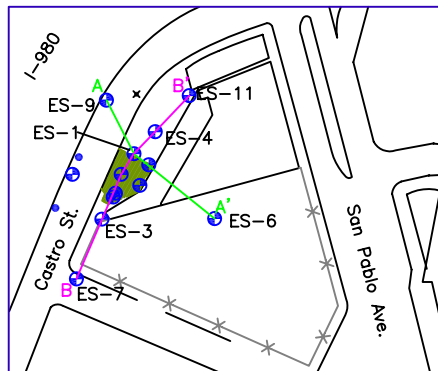 I-980
A
B'
ES-9
ES-11
ES-1
ES-4
A'
ES-6
ES-3
Castro St.
San Pablo Ave.
B
ES-7